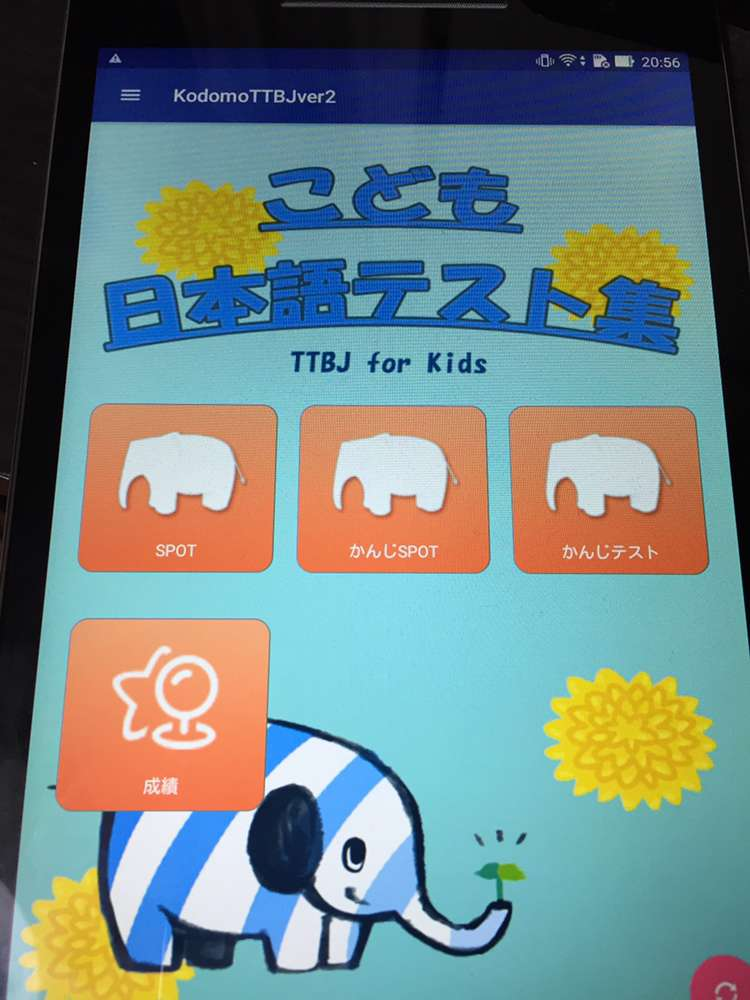 20:56
KodomoTTBJver2
こども
日本語テスト集
TTBJ for Kids
SPOT
かんじSPOT
かんじテスト
成績